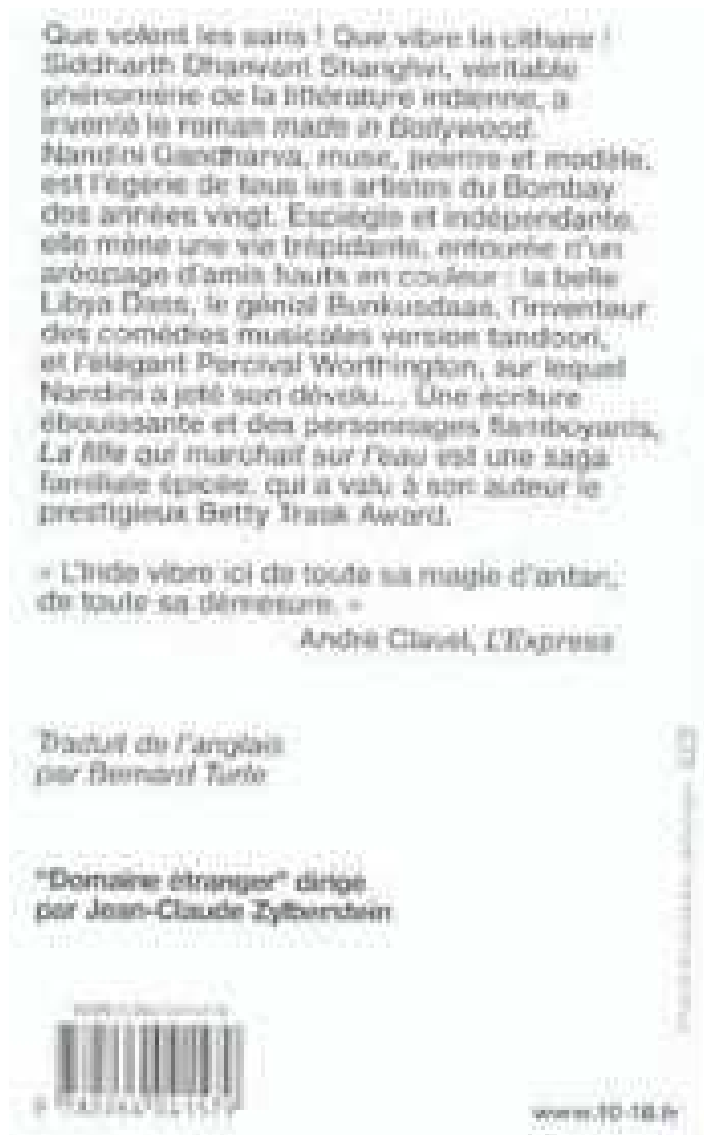 Que volent les saris ! Que vibre la cithare !
Siddharth Dhanvant Shanghvi, véritable
phénomène de la littérature indienne, a
inventé le roman made in Bollywood.
Nandini Gandharva, muse, peintre et modèle,
est l'égérie de tous les artistes du Bombay
des années vingt. Espiègle et indépendante,
elle mène une vie trépidante, entourée d'un
aréopage d'amis hauts en couleur : la belle
Libya Dass, le génial Bunkusdaas, l'inventeur
des comédies musicales version tandoori,
et l'élégant Percival Worthington, sur lequel
Nandini a jeté son dévolu... Une écriture
éblouissante et des personnages flamboyants,
La fille qui marchait sur l'eau est une saga
familiale épicée, qui a valu à son auteur le
prestigieux Betty Trask Award.
« L'Inde vibre ici de toute sa magie d'antan,
de toute sa démesure. »
André Clavel, L'Express
Traduit de l'anglais
par Bernard Turle
"Domaine étranger" dirigé
par Jean-Claude Zylberstein
www.10-18.fr